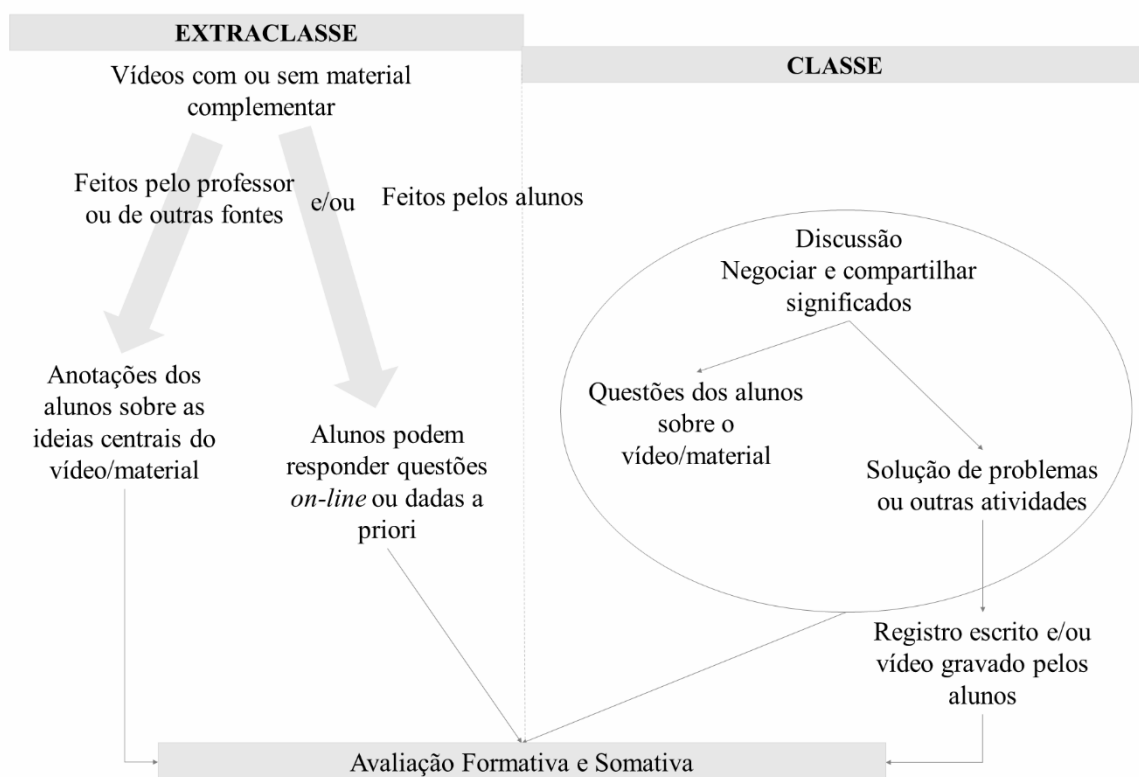 EXTRACLASSE
Vídeos com ou sem material
complementar
Feitos pelo professor
ou de outras fontes
e/ou
Feitos pelos alunos
Anotações dos
alunos sobre as
ideias centrais do
vídeo/material
Alunos podem
responder questões
on-line ou dadas a
priori
CLASSE
Discussão
Negociar e compartilhar
significados
Questões dos alunos
sobre o
vídeo/material
Solução de problemas
ou outras atividades
Registro escrito e/ou
vídeo gravado pelos
alunos
Avaliação Formativa e Somativa